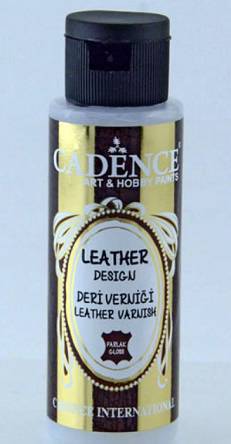 CADENCE
ART & HOBBY PAINTS
LEATHER
DESIGN
DERİ VERNİĞİ
LEATHER VARNISH
PARLAK
GLOSS
CADENCE INTERNATIONAL